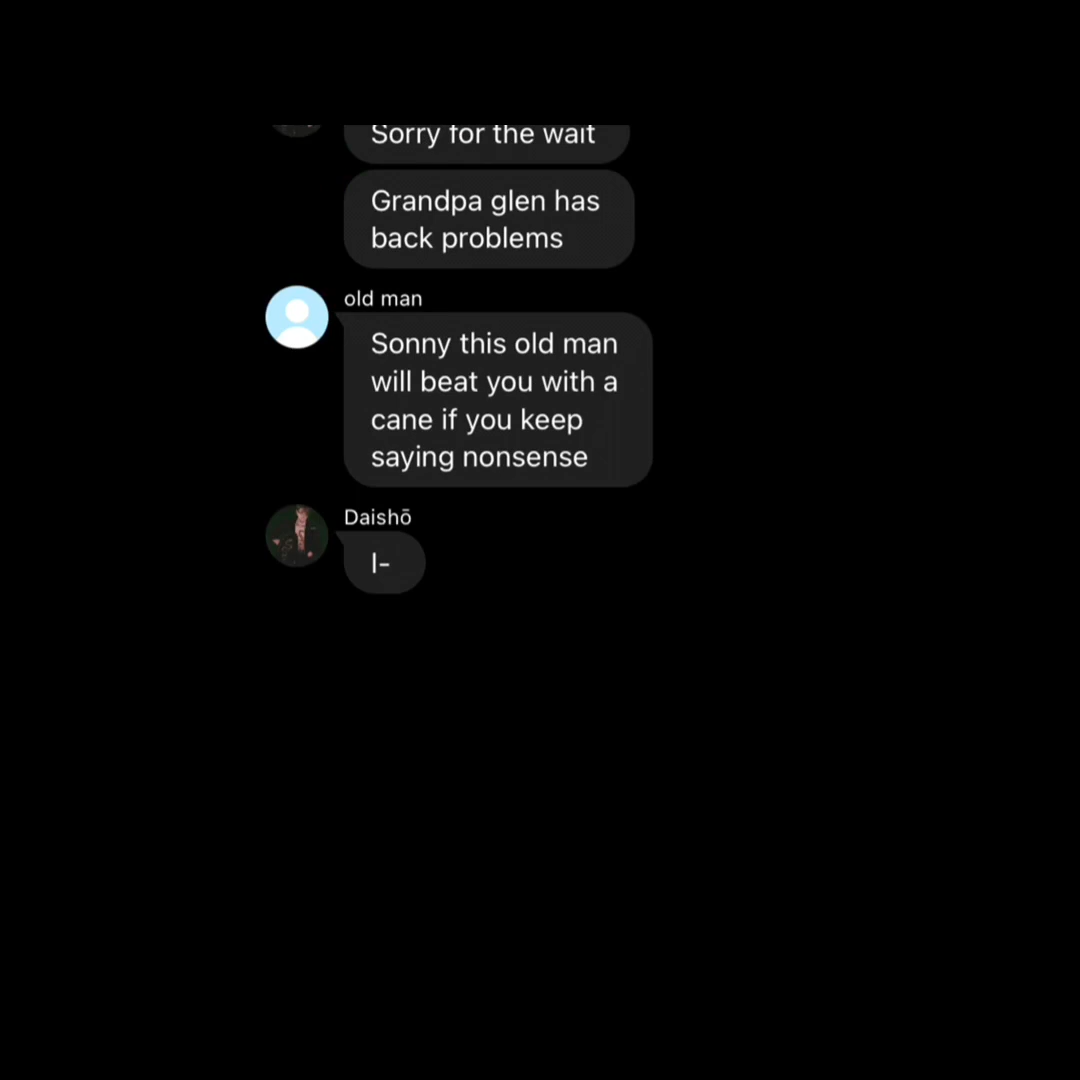 Sorry for the wait
Grandpa glen has
back problems
old man
Sonny this old man
will beat you with a
cane if you keep
saying nonsense
Daishō
I-